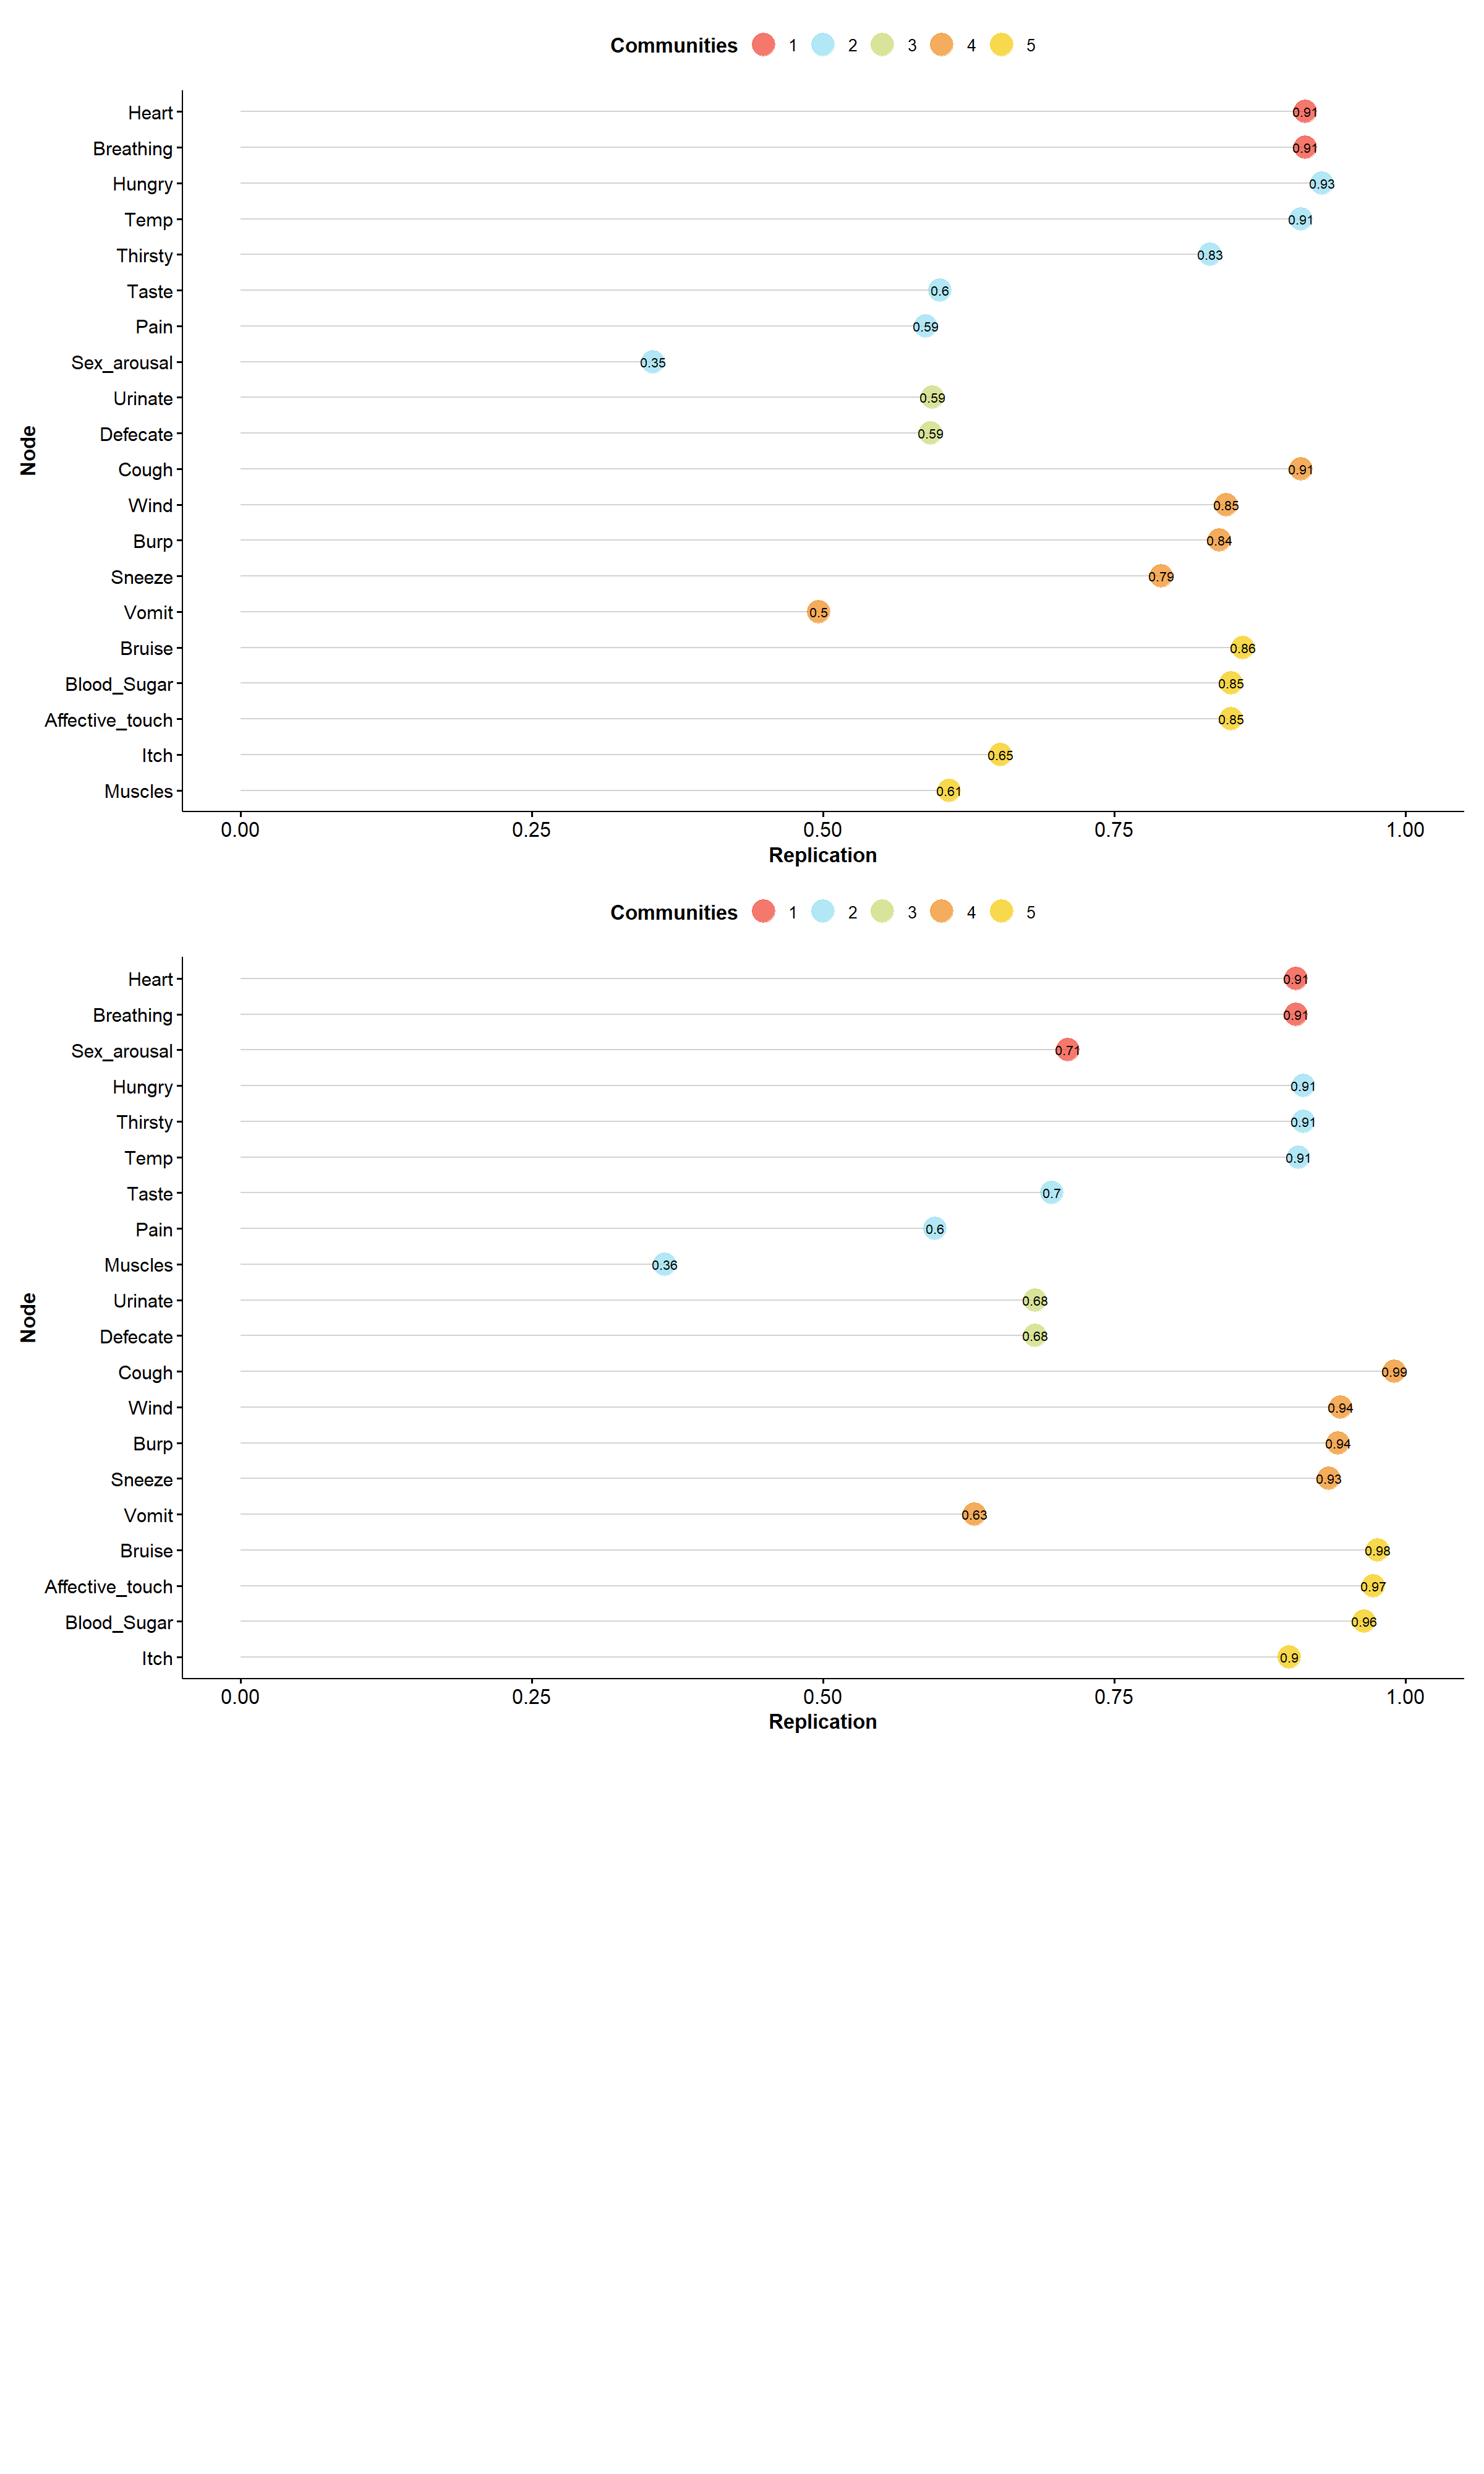 Communities 1 2 3 4 5
Heart 0.91
Breathing 0.91
Hungry 0.93
Temp 0.91
Thirsty 0.83
Taste 0.6
Pain 0.59
Sex_arousal 0.35
Urinate 0.59
Defecate 0.59
Node
Cough 0.91
Wind 0.85
Burp 0.84
Sneeze 0.79
Vomit 0.5
Bruise 0.86
Blood_Sugar 0.85
Affective_touch 0.85
Itch 0.65
Muscles 0.61
0.00 0.25 0.50 0.75 1.00
Replication
Communities 1 2 3 4 5
Heart 0.91
Breathing 0.91
Sex_arousal 0.71
Hungry 0.91
Thirsty 0.91
Temp 0.91
Taste 0.7
Pain 0.6
Muscles 0.36
Urinate 0.68
Node
Defecate 0.68
Cough 0.99
Wind 0.94
Burp 0.94
Sneeze 0.93
Vomit 0.63
Bruise 0.98
Affective_touch 0.97
Blood_Sugar 0.96
Itch 0.9
0.00 0.25 0.50 0.75 1.00
Replication